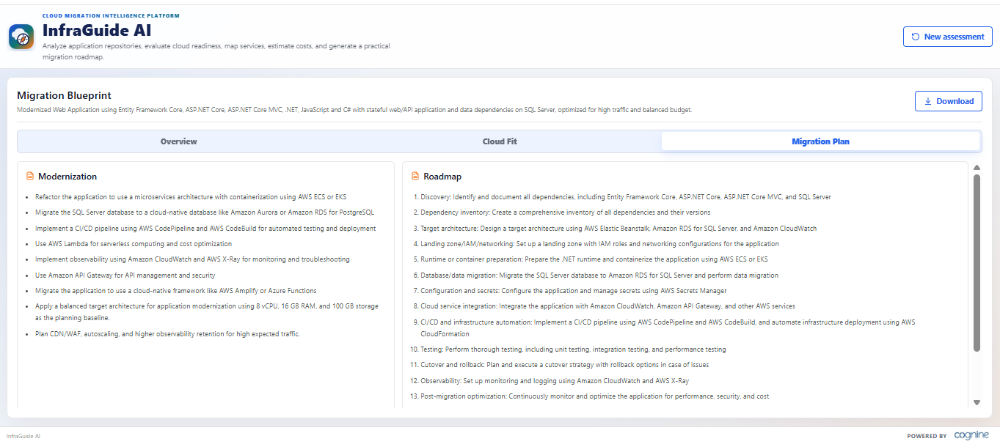 CLOUD MIGRATION INTELLIGENCE PLATFORM
InfraGuide AI
Analyze application repositories, evaluate cloud readiness, map services, estimate costs, and generate a practical
migration roadmap.
New assessment
Migration Blueprint
Modernized Web Application using Entity Framework Core, ASP.NET Core, ASP.NET Core MVC, .NET, JavaScript and C# with stateful web/API application and data dependencies on SQL Server, optimized for high traffic and balanced budget.
Download
Overview
Cloud Fit
Migration Plan
Modernization
• Refactor the application to use a microservices architecture with containerization using AWS ECS or EKS
• Migrate the SQL Server database to a cloud-native database like Amazon Aurora or Amazon RDS for PostgreSQL
• Implement a CI/CD pipeline using AWS CodePipeline and AWS CodeBuild for automated testing and deployment
• Use AWS Lambda for serverless computing and cost optimization
• Implement observability using Amazon CloudWatch and AWS X-Ray for monitoring and troubleshooting
• Use Amazon API Gateway for API management and security
• Migrate the application to use a cloud-native framework like AWS Amplify or Azure Functions
• Apply a balanced target architecture for application modernization using 8 vCPU, 16 GB RAM, and 100 GB storage
as the planning baseline.
• Plan CDN/WAF, autoscaling, and higher observability retention for high expected traffic.
Roadmap
1. Discovery: Identify and document all dependencies, including Entity Framework Core, ASP.NET Core, ASP.NET Core MVC, and SQL Server
2. Dependency inventory: Create a comprehensive inventory of all dependencies and their versions
3. Target architecture: Design a target architecture using AWS Elastic Beanstalk, Amazon RDS for SQL Server, and Amazon CloudWatch
4. Landing zone/IAM/networking: Set up a landing zone with IAM roles and networking configurations for the application
5. Runtime or container preparation: Prepare the .NET runtime and containerize the application using AWS ECS or EKS
6. Database/data migration: Migrate the SQL Server database to Amazon RDS for SQL Server and perform data migration
7. Configuration and secrets: Configure the application and manage secrets using AWS Secrets Manager
8. Cloud service integration: Integrate the application with Amazon CloudWatch, Amazon API Gateway, and other AWS services
9. CI/CD and infrastructure automation: Implement a CI/CD pipeline using AWS CodePipeline and AWS CodeBuild, and automate infrastructure deployment using AWS
CloudFormation
10. Testing: Perform thorough testing, including unit testing, integration testing, and performance testing
11. Cutover and rollback: Plan and execute a cutover strategy with rollback options in case of issues
12. Observability: Set up monitoring and logging using Amazon CloudWatch and AWS X-Ray
13. Post-migration optimization: Continuously monitor and optimize the application for performance, security, and cost
InfraGuide AI
POWERED BY cognine